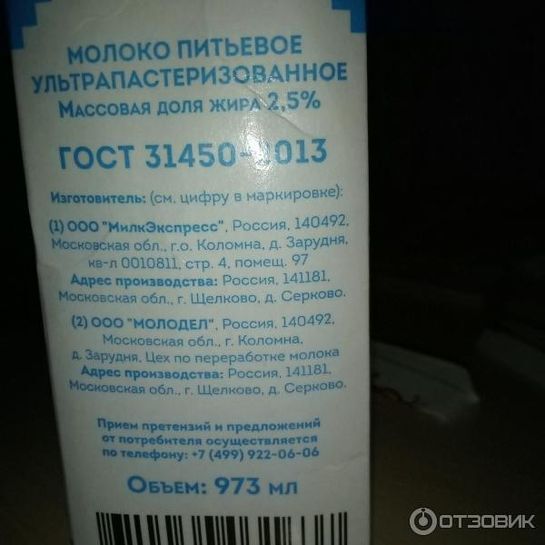 МОЛОКО ПИТЬЕВОЕ
УЛЬТРАПАСТЕРИЗОВАННОЕ
МАССОВАЯ ДОЛЯ ЖИРА 2,5%
ГОСТ 31450-2013
Изготовитель: (см. цифру в маркировке):
(1) ООО "МилкЭкспресс", Россия, 140492,
Московская обл., г.о. Коломна, д. Зарудня,
кв-л 0010811, стр. 4, помещ. 97
Адрес производства: Россия, 141181,
Московская обл., г. Щелково, д. Серково.
(2) ООО "МОЛОДЕЛ", Россия, 140492,
Московская обл., г. Коломна,
д. Зарудня. Цех по переработке молока
Адрес производства: Россия, 141181,
Московская обл., г. Щелково, д. Серково.
Прием претензий и предложений
от потребителя осуществляется
по телефону: +7 (499) 922-06-06
ОБЪЕМ: 973 МЛ
ОТЗОВИК